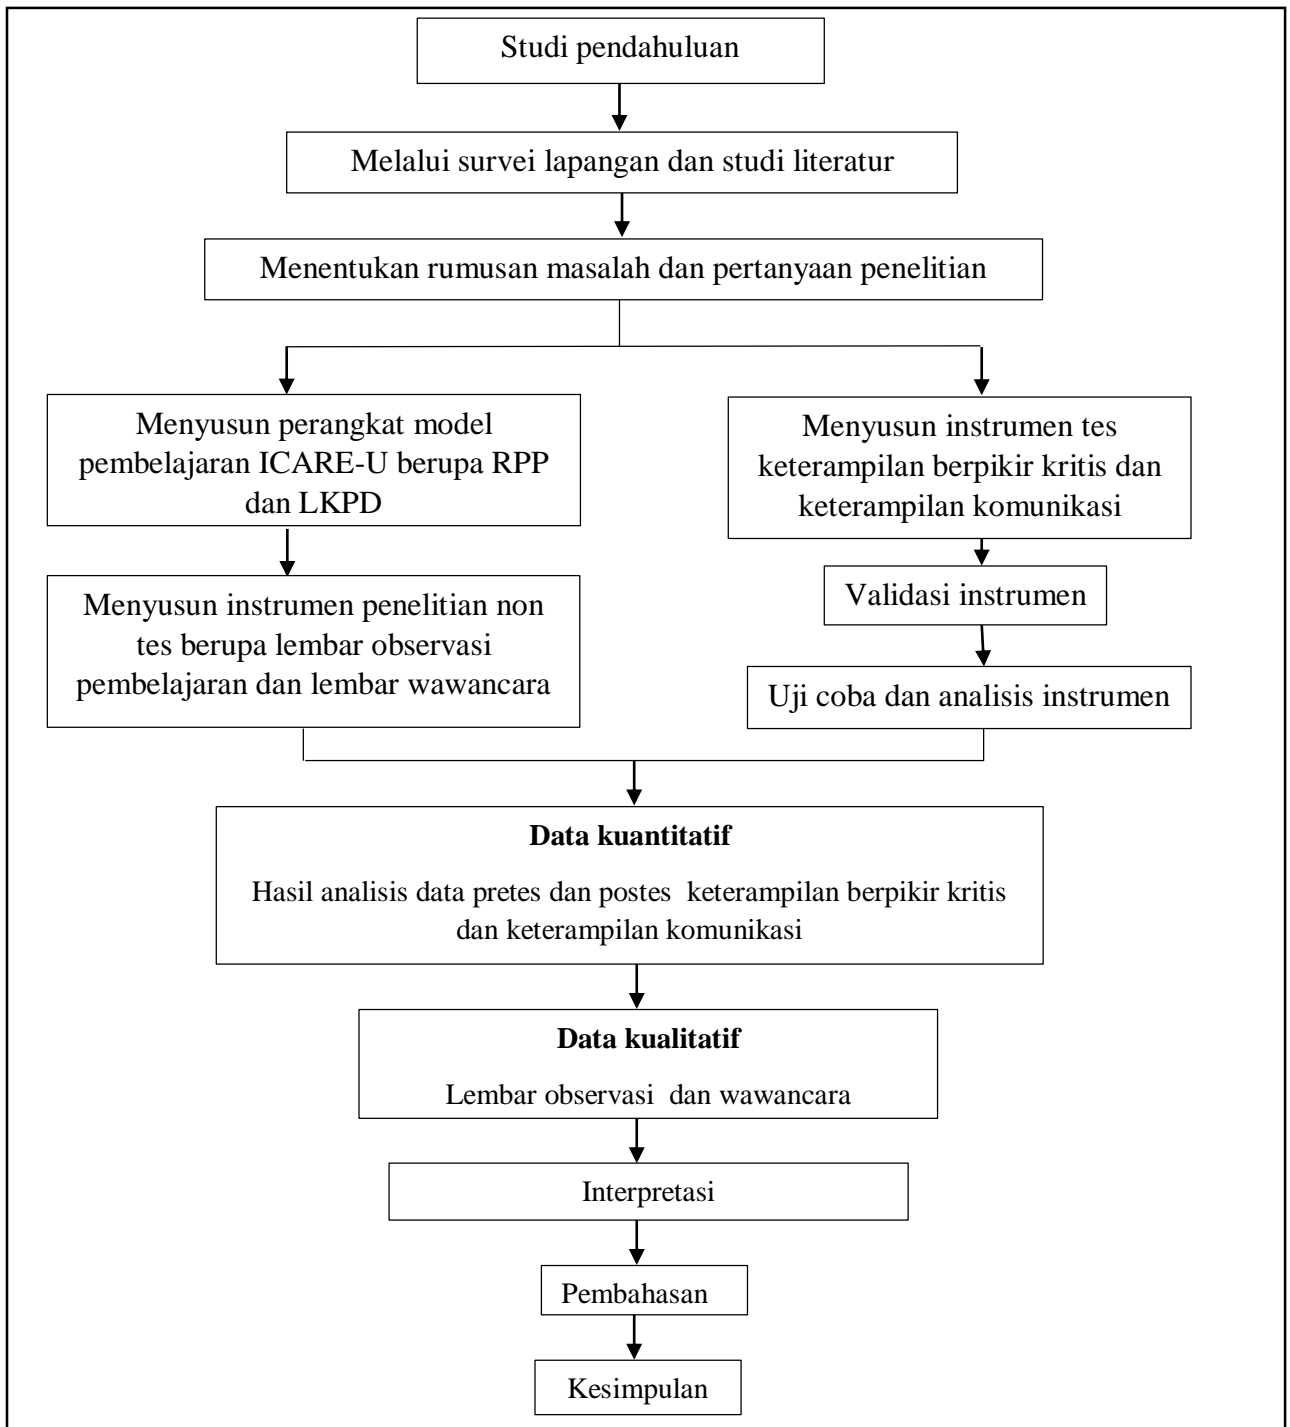 Studi pendahuluan
Melalui survei lapangan dan studi literatur
Menentukan rumusan masalah dan pertanyaan penelitian
Menyusun perangkat model
pembelajaran ICARE-U berupa RPP
dan LKPD
Menyusun instrumen tes
keterampilan berpikir kritis dan
keterampilan komunikasi
Menyusun instrumen penelitian non
tes berupa lembar observasi
pembelajaran dan lembar wawancara
Validasi instrumen
Uji coba dan analisis instrumen
Data kuantitatif
Hasil analisis data pretes dan postes keterampilan berpikir kritis
dan keterampilan komunikasi
Data kualitatif
Lembar observasi dan wawancara
Interpretasi
Pembahasan
Kesimpulan